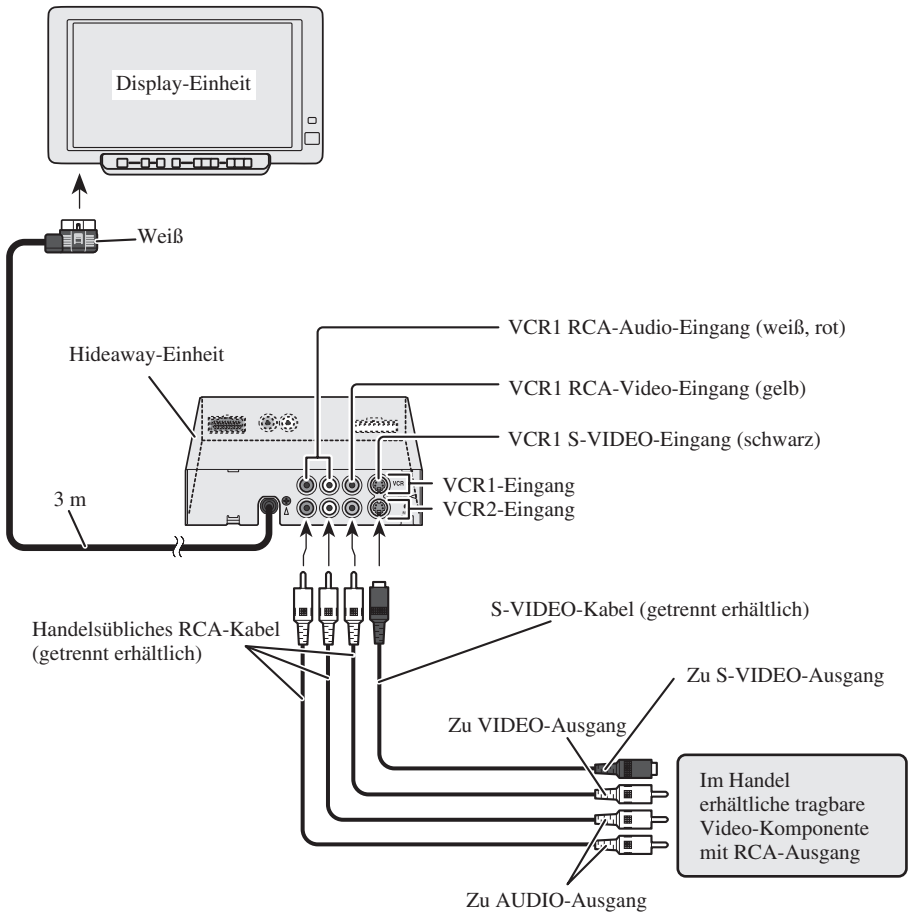 Display-Einheit
Weiß
VCR1 RCA-Audio-Eingang (weiß, rot)
Hideaway-Einheit
VCR1 RCA-Video-Eingang (gelb)
VCR1 S-VIDEO-Eingang (schwarz)
VCR
VCR1-Eingang
VCR2-Eingang
3 m
Handelsübliches RCA-Kabel
(getrennt erhältlich)
S-VIDEO-Kabel (getrennt erhältlich)
Zu S-VIDEO-Ausgang
Zu VIDEO-Ausgang
Im Handel
erhältliche tragbare
Video-Komponente
mit RCA-Ausgang
Zu AUDIO-Ausgang